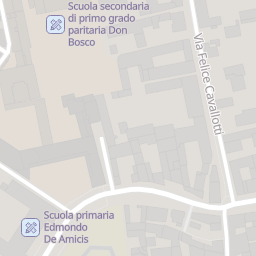 Scuola secondaria
di primo grado
paritaria Don
Bosco
Via Felice Cavallotti
Scuola primaria
Edmondo
De Amicis